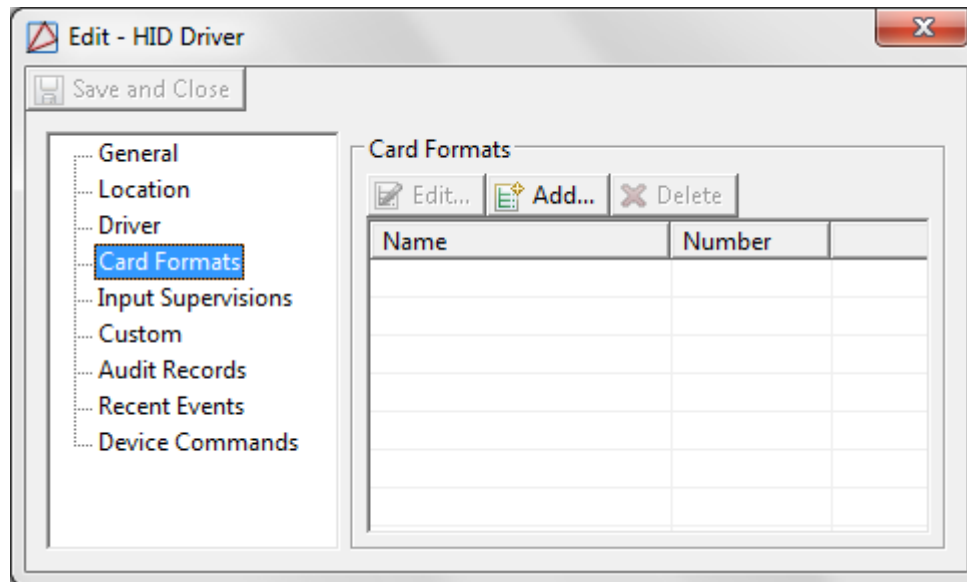 Edit - HID Driver
Save and Close
General
Location
Driver
Card Formats
Input Supervisions
Custom
Audit Records
Recent Events
Device Commands
Card Formats
Edit... Add... Delete
Name Number